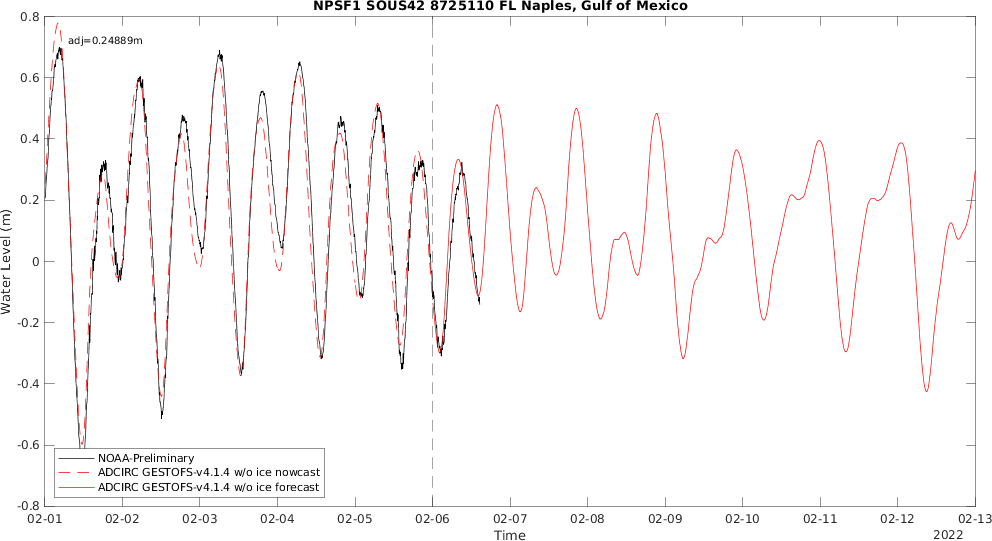 NPSF1 SOUS42 8725110 FL Naples, Gulf of Mexico
adj=0.24889m
Water Level (m)
0.8
0.6
0.4
0.2
0
-0.2
-0.4
-0.6
-0.8
NOAA-Preliminary
ADCIRC GESTOFS-v4.1.4 w/o ice nowcast
ADCIRC GESTOFS-v4.1.4 w/o ice forecast
02-01 02-02 02-03 02-04 02-05 02-06 02-07 02-08 02-09 02-10 02-11 02-12 02-13
Time
2022